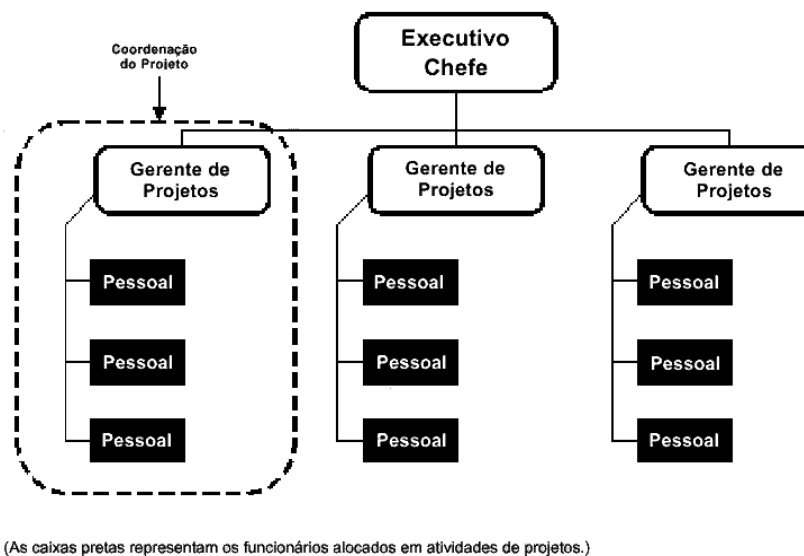 Coordenação
do Projeto
Executivo
Chefe
Gerente de
Projetos
Gerente de
Projetos
Gerente de
Projetos
Pessoal
Pessoal
Pessoal
Pessoal
Pessoal
Pessoal
Pessoal
Pessoal
Pessoal
(As caixas pretas representam os funcionários alocados em atividades de projetos.)